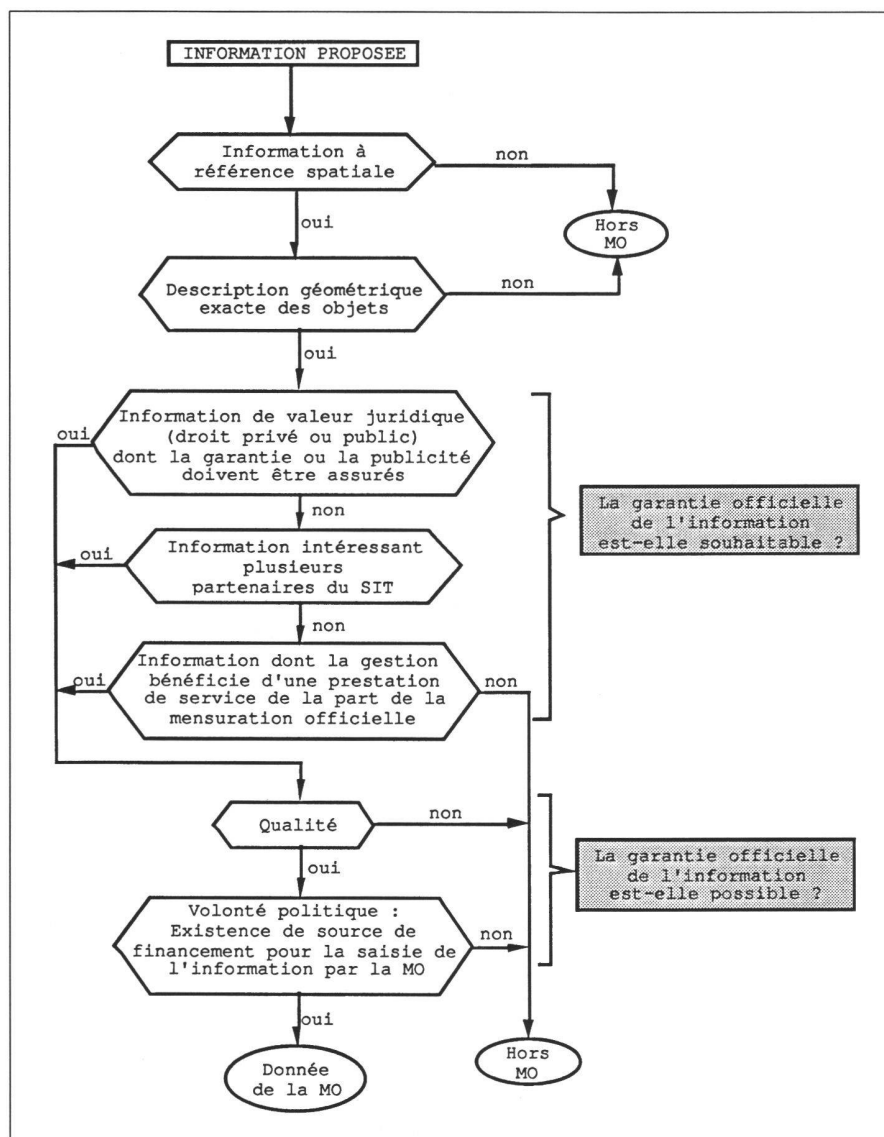 INFORMATION PROPOSEE
Information à
référence spatiale
non
oui
Hors
MO
Description géométrique
exacte des objets
non
oui
Information de valeur juridique
(droit privé ou public)
dont la garantie ou la publicité
doivent être assurés
oui
non
La garantie officielle
de l'information
est-elle souhaitable ?
Information intéressant
plusieurs
partenaires du SIT
oui
non
Information dont la gestion
bénéficie d'une prestation
de service de la part de la
mensuration officielle
oui
non
Qualité
non
oui
La garantie officielle
de l'information
est-elle possible ?
Volonté politique :
Existence de source de
financement pour la saisie de
l'information par la MO
non
oui
Donnée
de la MO
Hors
MO